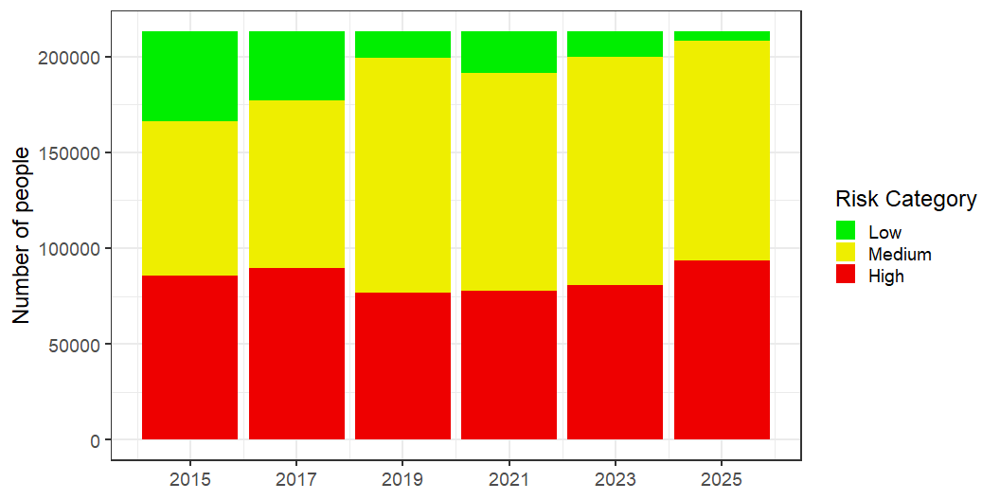 Number of people
200000
150000
100000
50000
0
2015 2017 2019 2021 2023 2025
Risk Category
Low
Medium
High